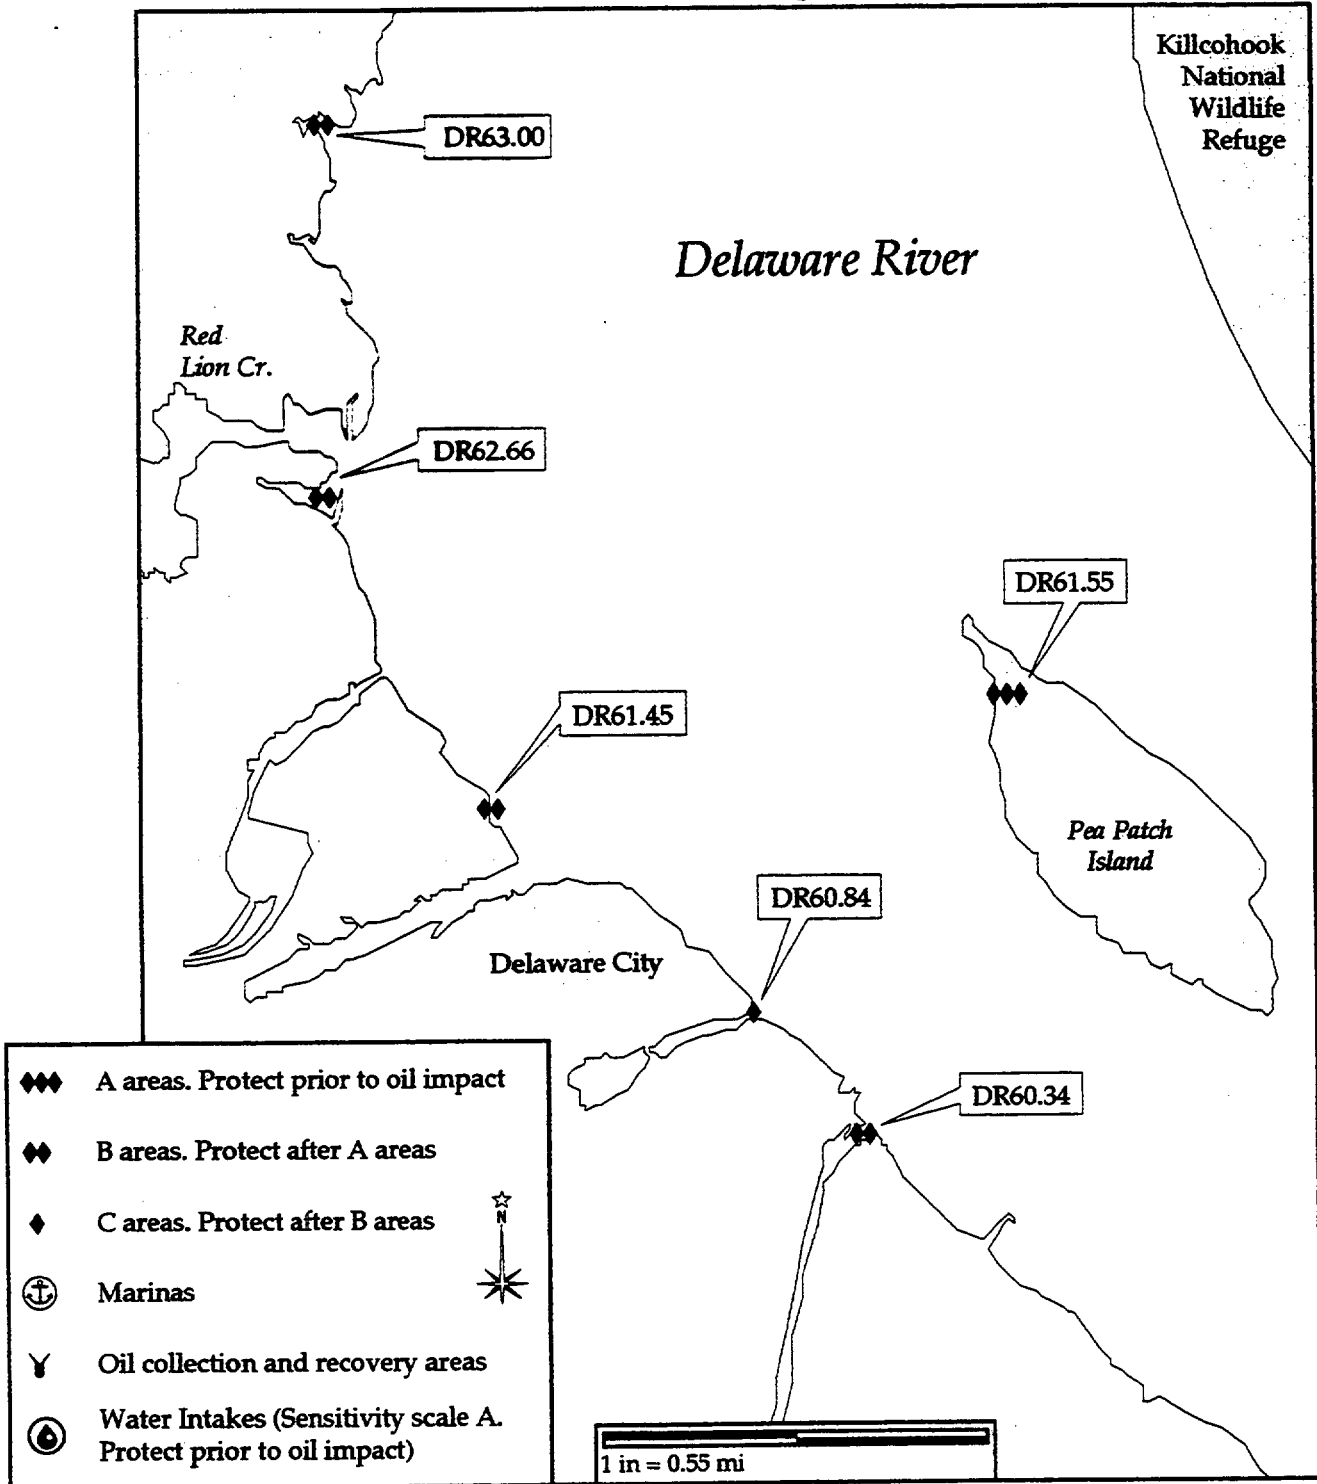 Killcohook
National
Wildlife
Refuge
DR63.00
Delaware River
Red
Lion Cr.
DR62.66
DR61.55
DR61.45
Pea Patch
Island
DR60.84
Delaware City
DR60.34
A areas. Protect prior to oil impact
B areas. Protect after A areas
C areas. Protect after B areas
N
Marinas
Oil collection and recovery areas
Water Intakes (Sensitivity scale A.
Protect prior to oil impact)
1 in = 0.55 mi